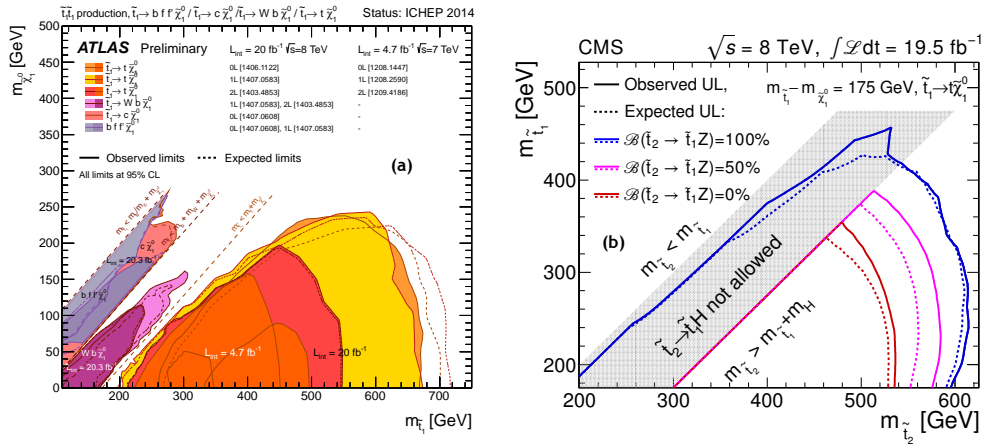 t̃₁t̃₁ production, t̃₁→ b f f' χ̃₁⁰ / t̃₁→ c χ̃₁⁰ / t̃₁→ W b χ̃₁⁰ / t̃₁→ t χ̃₁⁰ Status: ICHEP 2014
ATLAS Preliminary
L_int = 20 fb⁻¹ √s=8 TeV L_int = 4.7 fb⁻¹ √s=7 TeV
t̃₁→ t χ̃₁⁰ 0L [1406.1122] 0L [1208.1447]
t̃₁→ t χ̃₁⁰ 1L [1407.0583] 1L [1208.2590]
t̃₁→ t χ̃₁⁰ 2L [1403.4853] 2L [1209.4186]
t̃₁→ W b χ̃₁⁰ 1L [1407.0583], 2L [1403.4853] -
t̃₁→ c χ̃₁⁰ 0L [1407.0608] -
b f f' χ̃₁⁰ 0L [1407.0608], 1L [1407.0583] -
Observed limits Expected limits
All limits at 95% CL
(a)
c χ̃₁⁰
L_int = 20.3 fb⁻¹
b f f' χ̃₁⁰
W b χ̃₁⁰
L_int = 20.3 fb⁻¹
L_int = 4.7 fb⁻¹
L_int = 20 fb⁻¹
m_χ̃₁⁰ [GeV]
500
450
400
350
300
250
200
150
100
50
0
200 300 400 500 600 700
m_t̃₁ [GeV]
CMS √s = 8 TeV, ∫ℒdt = 19.5 fb⁻¹
Observed UL, m_t̃₁ − m_χ̃₁⁰ = 175 GeV, t̃₁→tχ̃₁⁰
Expected UL:
ℬ(t̃₂ → t̃₁Z)=100%
ℬ(t̃₂ → t̃₁Z)=50%
ℬ(t̃₂ → t̃₁Z)=0%
(b)
m_t̃₂ < m_t̃₁
t̃₂→t̃₁H not allowed
m_t̃₂ > m_t̃₁+m_H
m_t̃₁ [GeV]
500
400
300
200
200 300 400 500 600
m_t̃₂ [GeV]